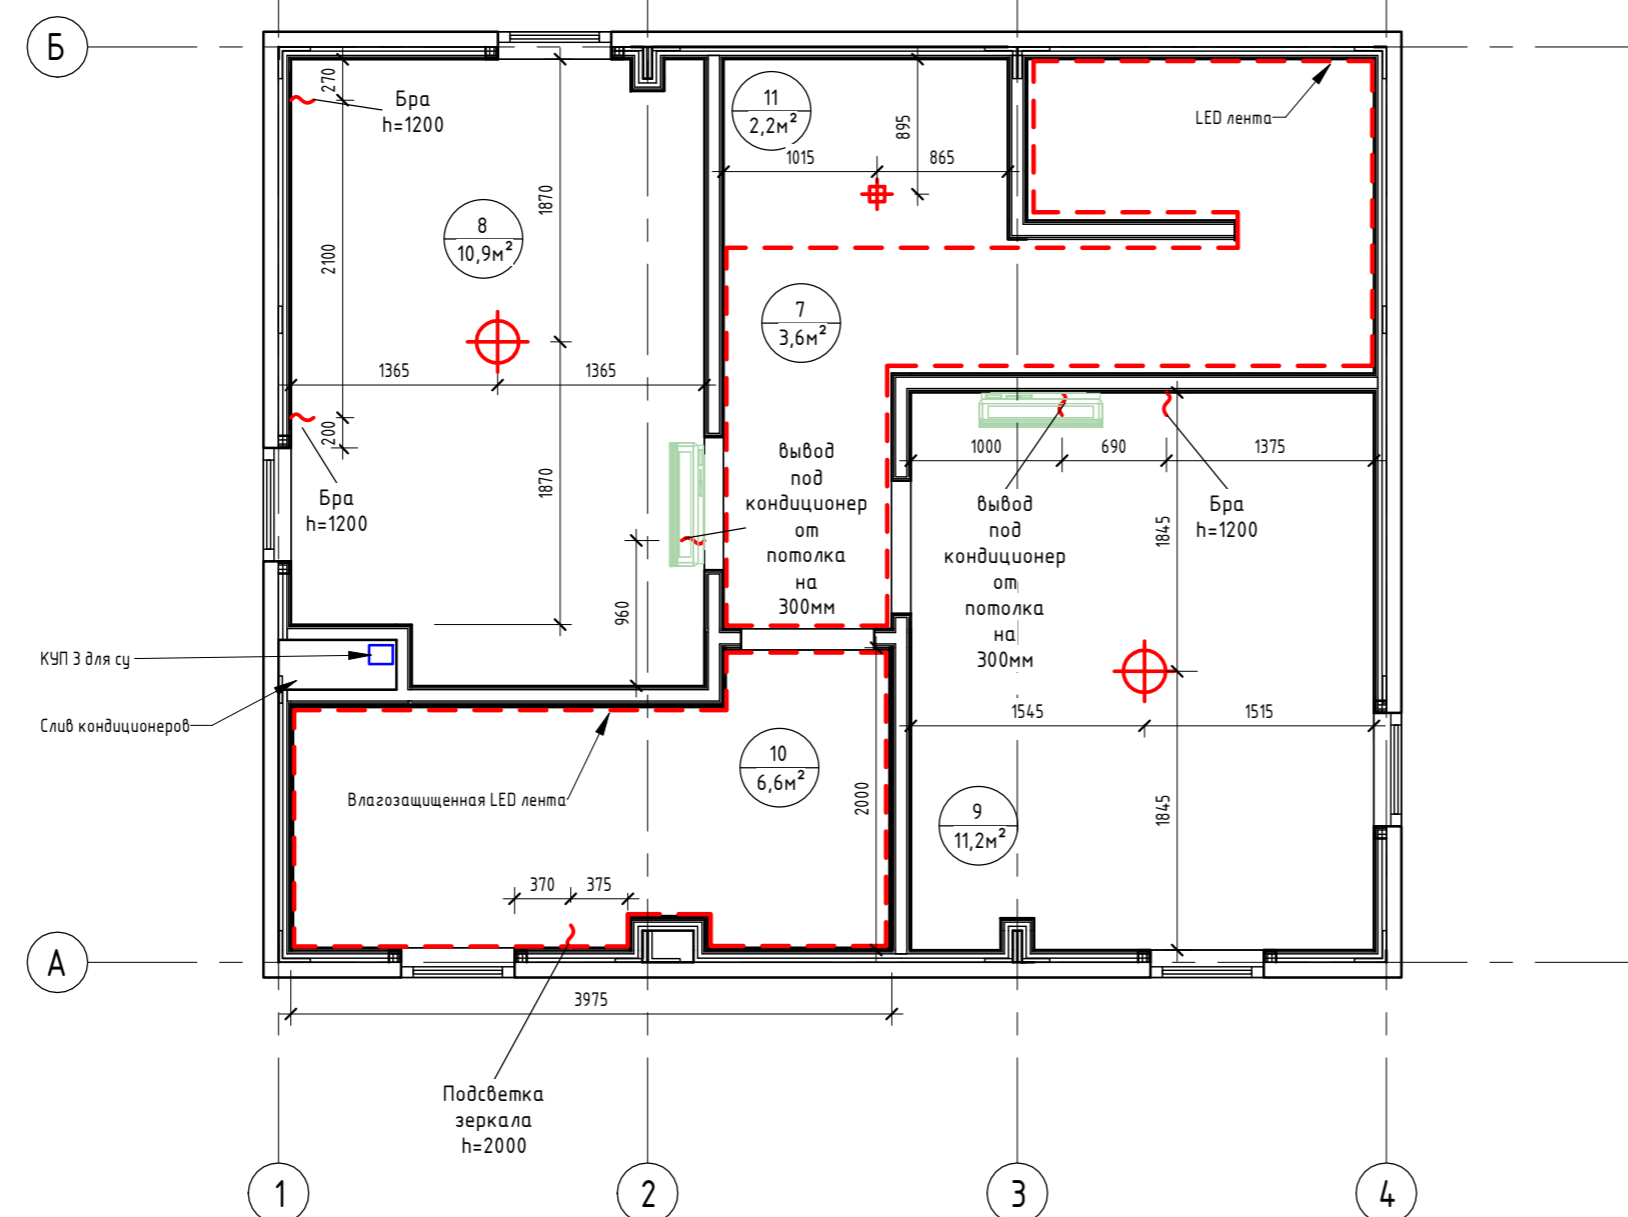 Б
270
Бра
h=1200
11
2,2м²
895
LED лента
1015
865
1870
8
10,9м²
2100
7
3,6м²
1365
1365
200
1870
вывод
под
кондиционер
от
потолка
на
300мм
1000
690
1375
Бра
h=1200
вывод
под
кондиционер
от
потолка
на
300мм
Бра
h=1200
1845
960
КУП 3 для су
Слив кондиционеров
1545
1515
10
6,6м²
Влагозащищенная LED лента
2000
9
11,2м²
1845
370
375
А
3975
Подсветка
зеркала
h=2000
1
2
3
4